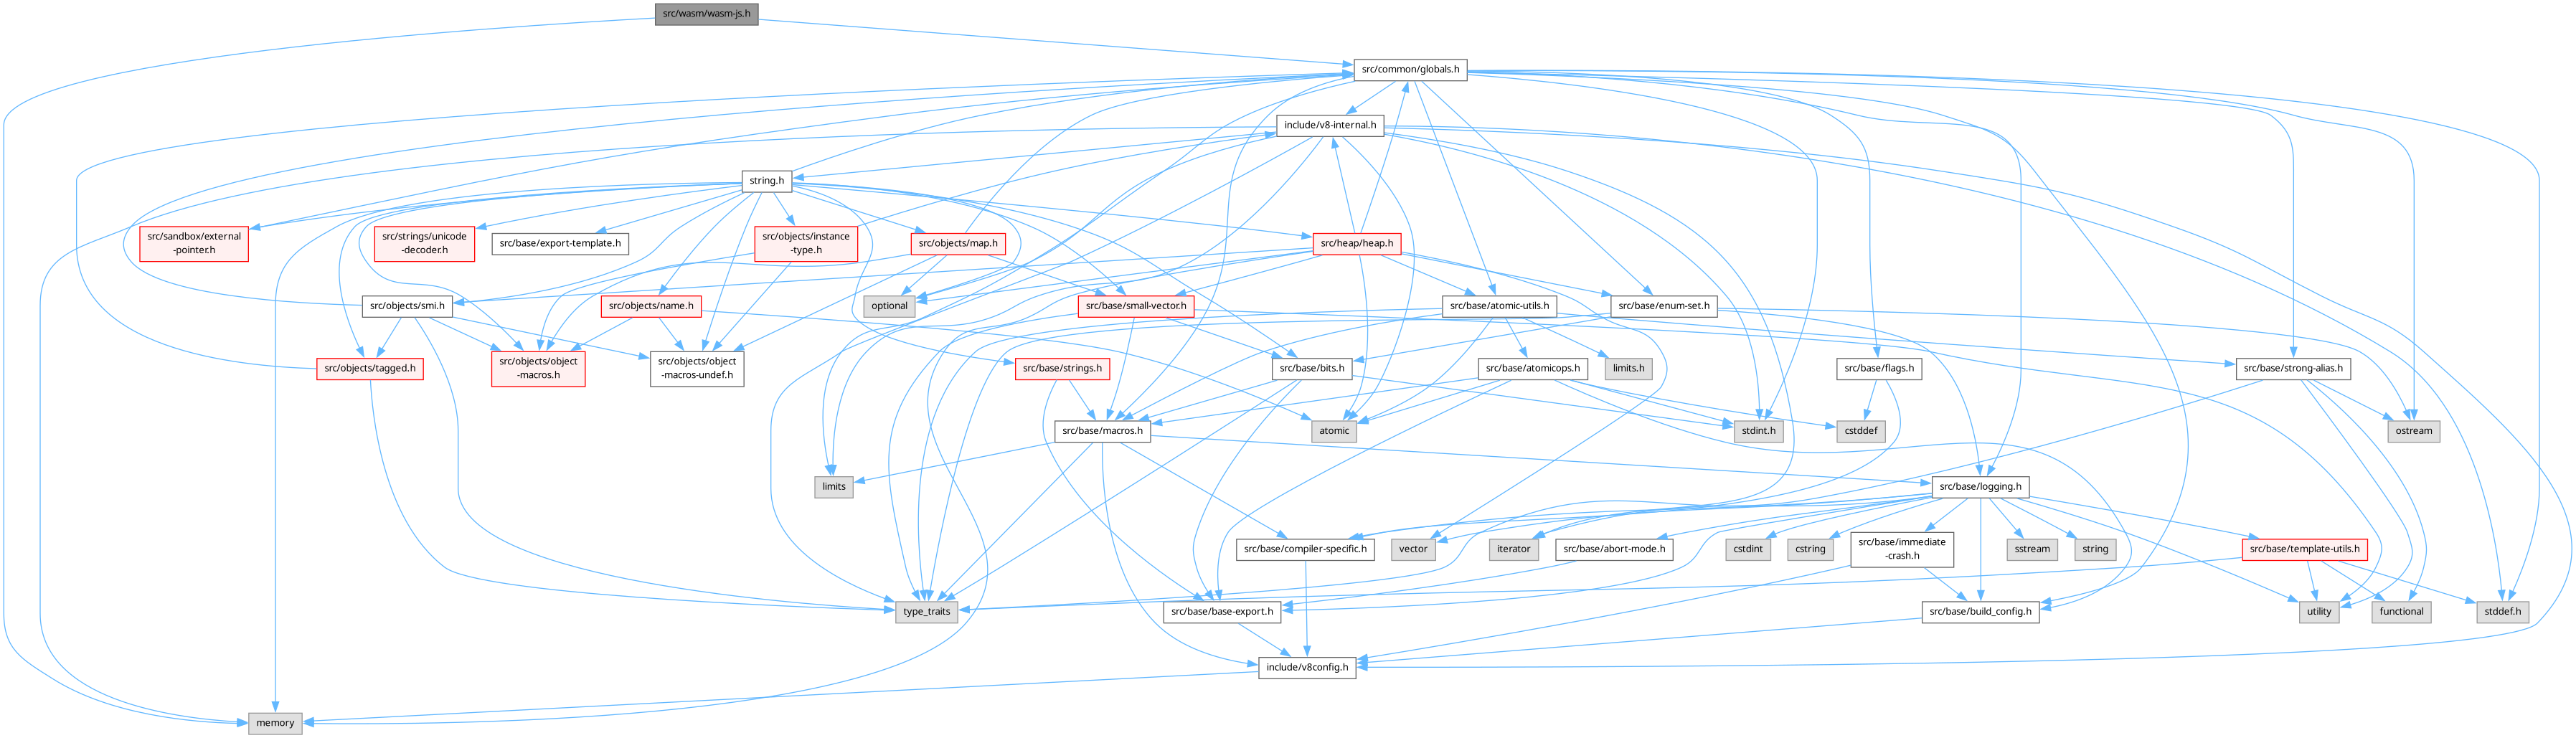 src/wasm/wasm-js.h
src/common/globals.h
include/v8-internal.h
string.h
src/sandbox/external
-pointer.h
src/strings/unicode
-decoder.h
src/base/export-template.h
src/objects/instance
-type.h
src/objects/map.h
src/heap/heap.h
src/objects/smi.h
src/objects/name.h
optional
src/base/small-vector.h
src/base/atomic-utils.h
src/base/enum-set.h
src/objects/tagged.h
src/objects/object
-macros.h
src/objects/object
-macros-undef.h
src/base/strings.h
src/base/bits.h
src/base/atomicops.h
limits.h
src/base/flags.h
src/base/strong-alias.h
src/base/macros.h
atomic
stdint.h
cstddef
ostream
limits
src/base/logging.h
src/base/compiler-specific.h
vector
iterator
src/base/abort-mode.h
cstdint
cstring
src/base/immediate
-crash.h
sstream
string
src/base/template-utils.h
type_traits
src/base/base-export.h
src/base/build_config.h
utility
functional
stddef.h
include/v8config.h
memory